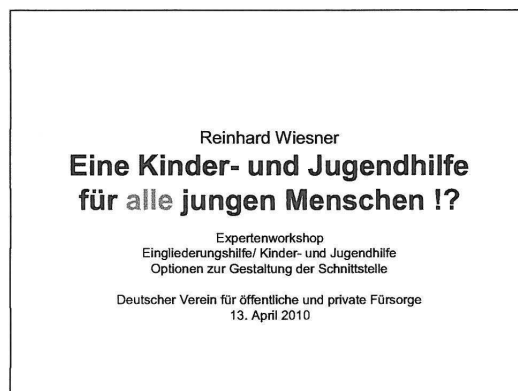 Reinhard Wiesner
Eine Kinder- und Jugendhilfe
für alle jungen Menschen !?
Expertenworkshop
Eingliederungshilfe/ Kinder- und Jugendhilfe
Optionen zur Gestaltung der Schnittstelle
Deutscher Verein für öffentliche und private Fürsorge
13. April 2010